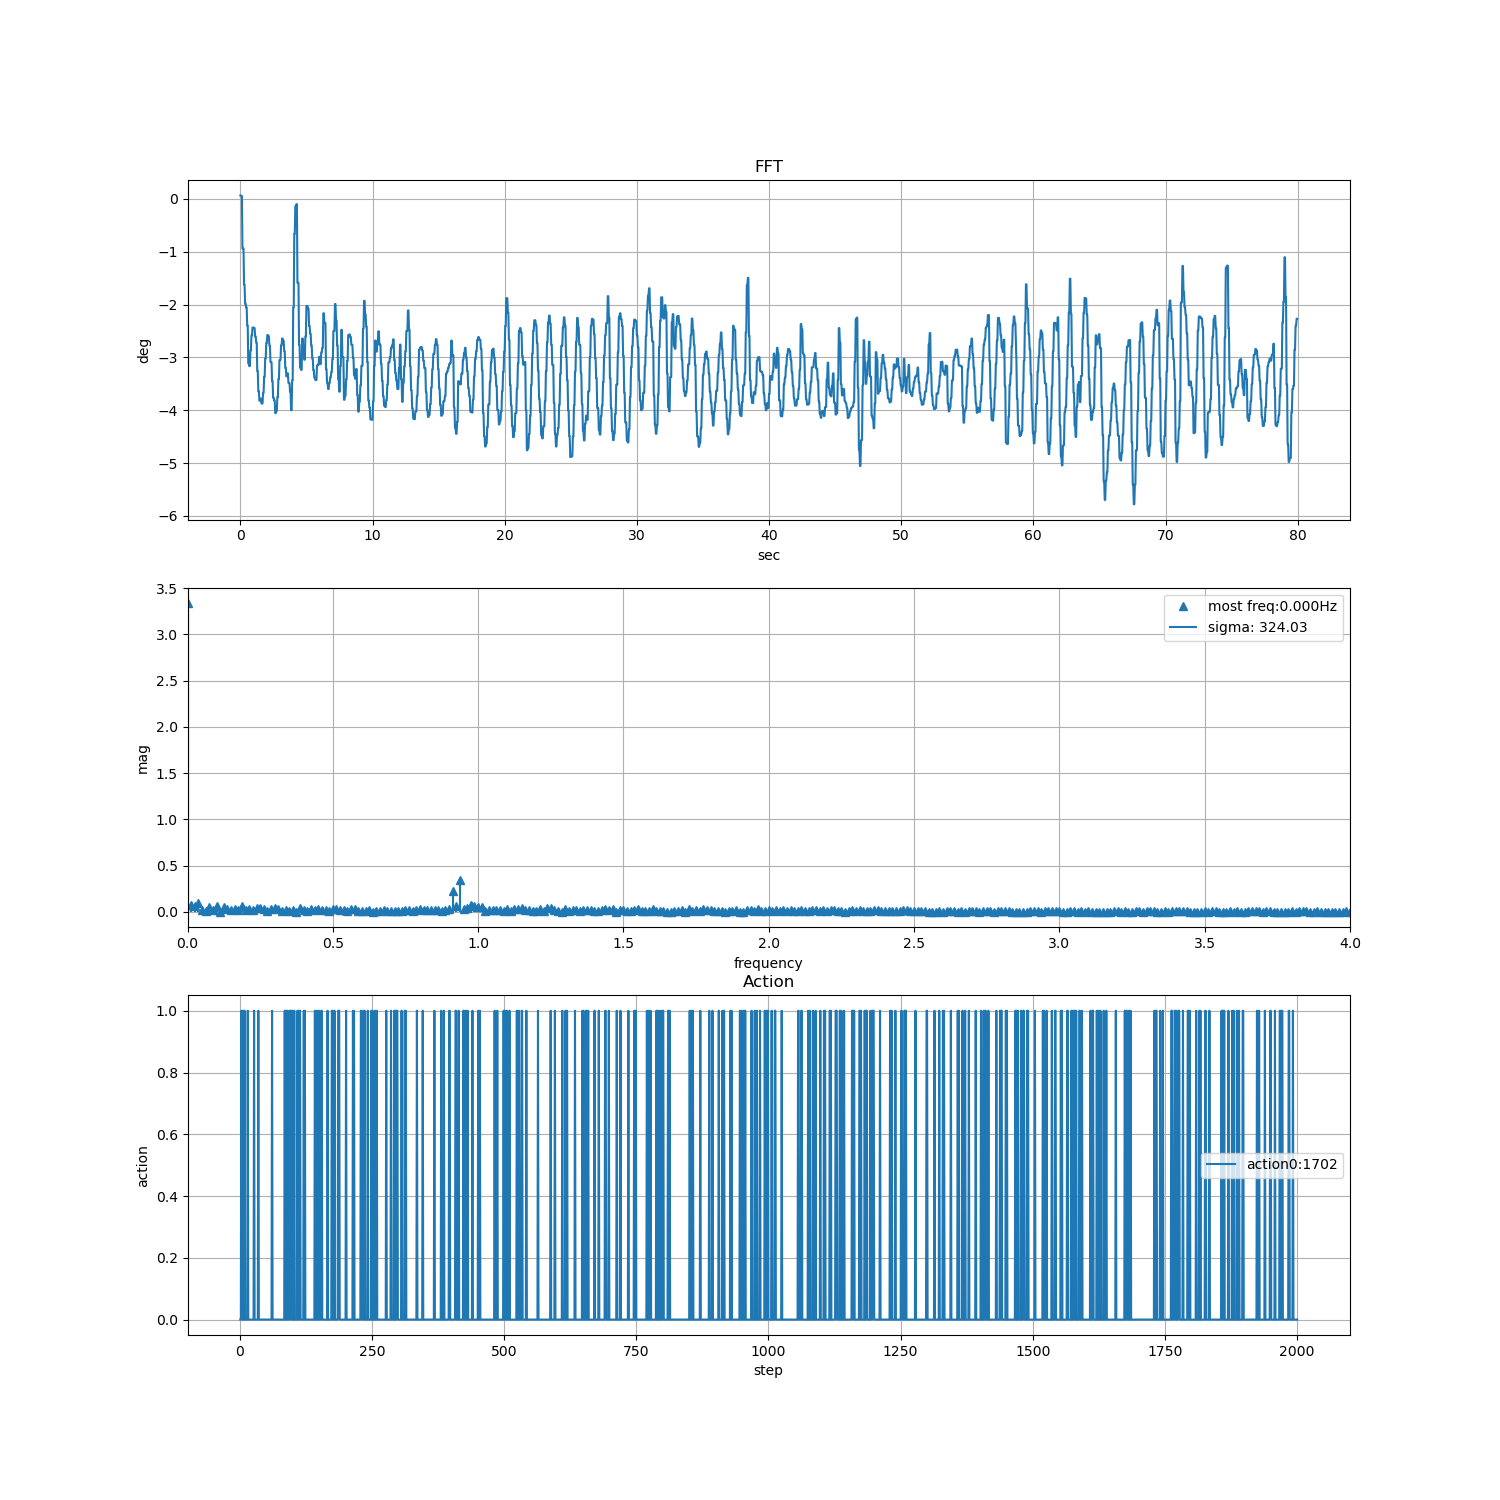 FFT
0
−1
−2
−3
−4
−5
−6
deg
0 10 20 30 40 50 60 70 80
sec
3.5
3.0
2.5
2.0
1.5
1.0
0.5
0.0
mag
most freq:0.000Hz
sigma: 324.03
0.0 0.5 1.0 1.5 2.0 2.5 3.0 3.5 4.0
frequency
Action
1.0
0.8
0.6
0.4
0.2
0.0
action
action0:1702
0 250 500 750 1000 1250 1500 1750 2000
step